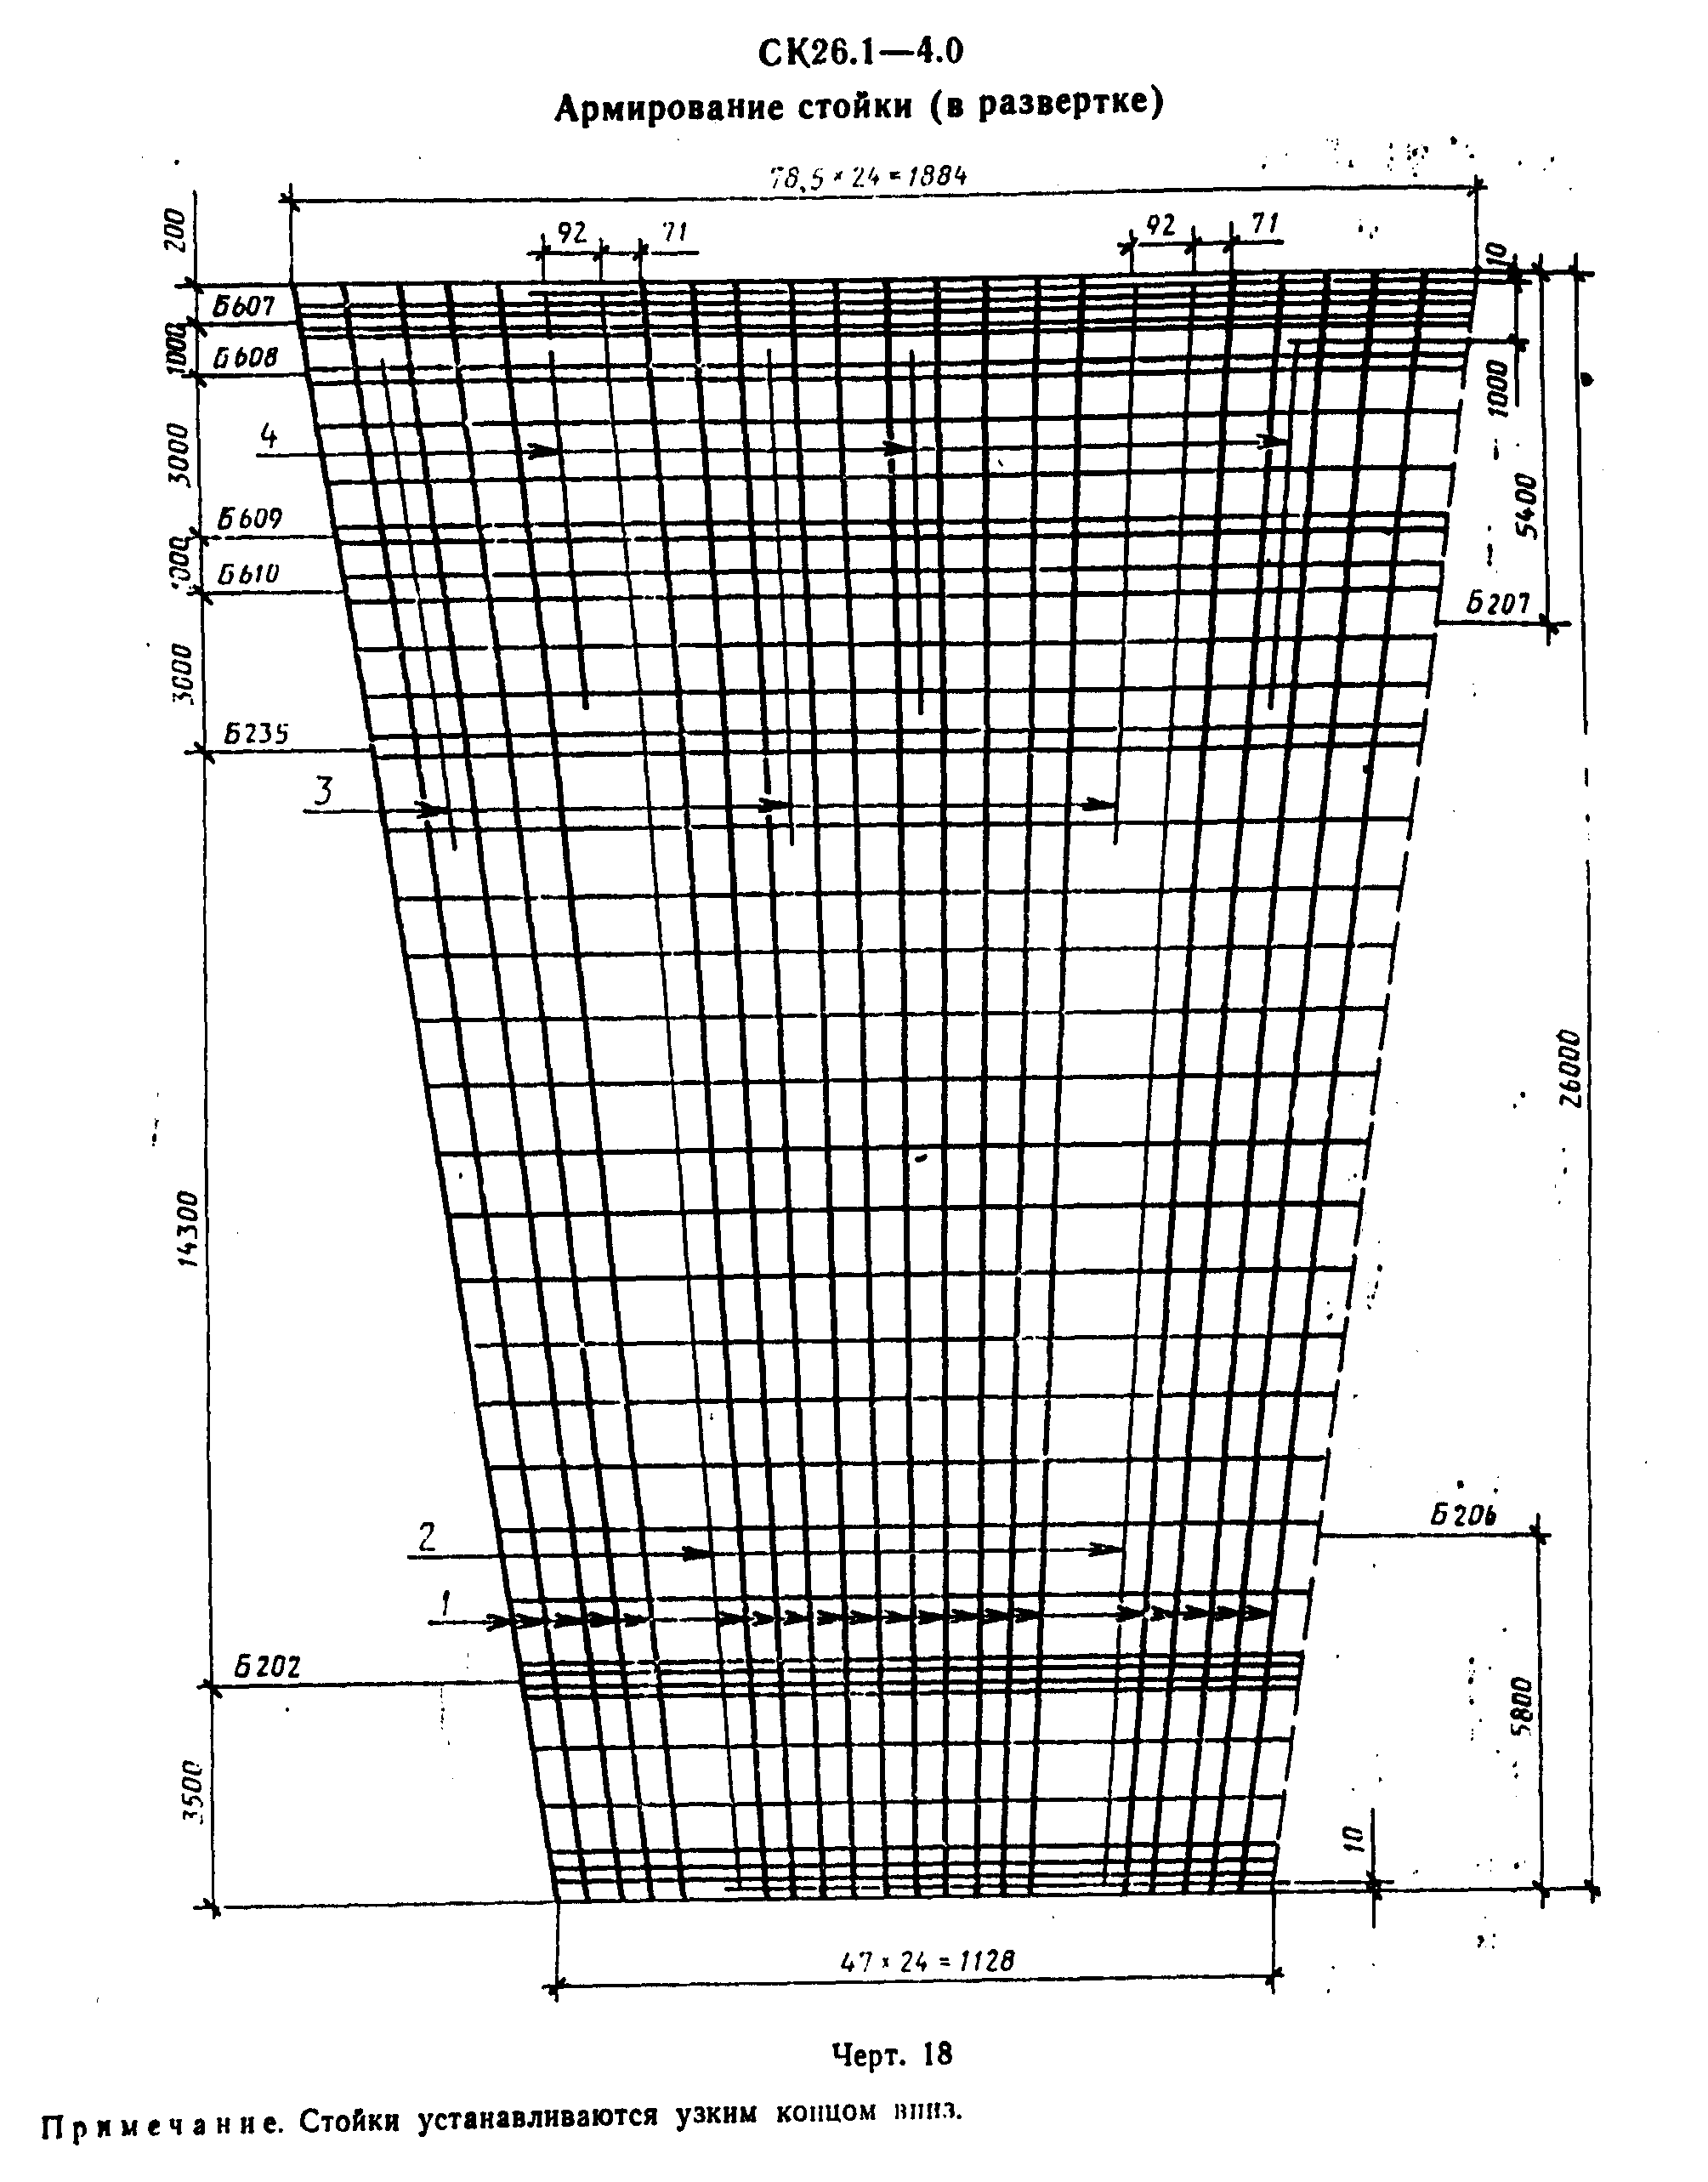 СК26.1—4.0
Армирование стойки (в развертке)
78,5 × 24 = 1884
200
92
71
92
71
10
Б607
1000
Б608
1000
3000
4
5400
Б609
Б610
Б207
3000
Б235
3
26000
14300
2
Б206
1
Б202
5800
3500
10
47 × 24 = 1128
Черт. 18
Примечание. Стойки устанавливаются узким концом вниз.